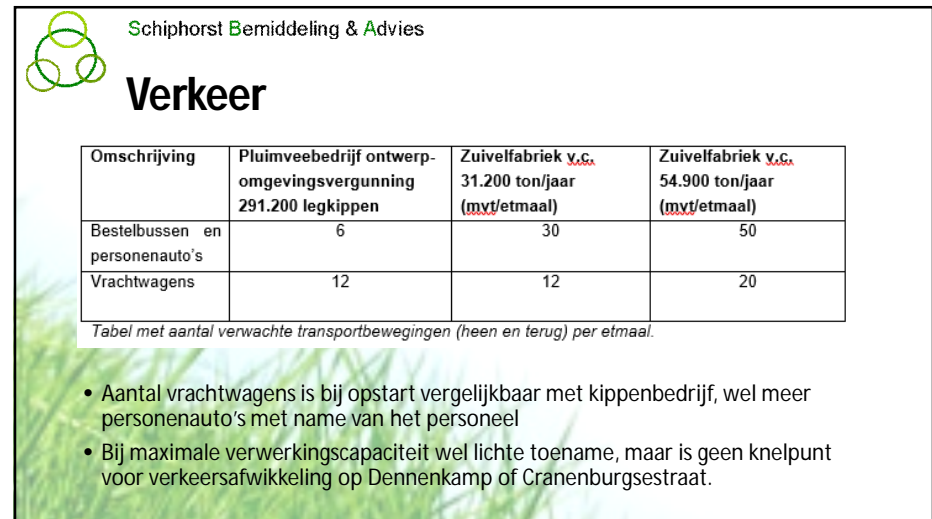 Schiphorst Bemiddeling & Advies
Verkeer
Omschrijving
Pluimveebedrijf ontwerp-
omgevingsvergunning
291.200 legkippen
Zuivelfabriek v.c.
31.200 ton/jaar
(mvt/etmaal)
Zuivelfabriek v.c.
54.900 ton/jaar
(mvt/etmaal)
Bestelbussen en
personenauto's
6
30
50
Vrachtwagens
12
12
20
Tabel met aantal verwachte transportbewegingen (heen en terug) per etmaal.
• Aantal vrachtwagens is bij opstart vergelijkbaar met kippenbedrijf, wel meer
personenauto's met name van het personeel
• Bij maximale verwerkingscapaciteit wel lichte toename, maar is geen knelpunt
voor verkeersafwikkeling op Dennenkamp of Cranenburgsestraat.